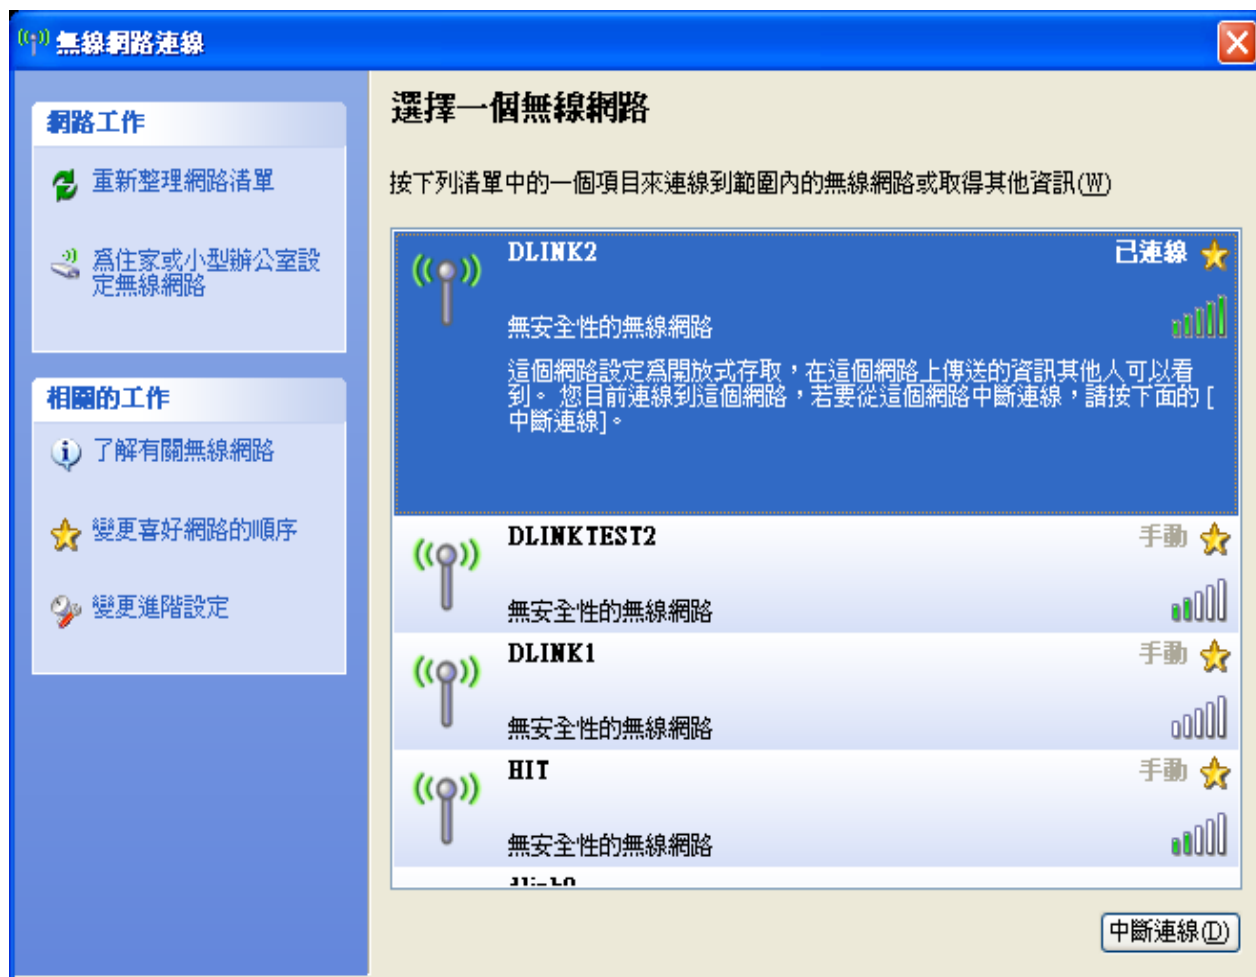 無線網路連線
網路工作
重新整理網路清單
為住家或小型辦公室設
定無線網路
相關的工作
了解有關無線網路
變更喜好網路的順序
變更進階設定
選擇一個無線網路
按下列清單中的一個項目來連線到範圍內的無線網路或取得其他資訊(W)
DLINK2
已連線
無安全性的無線網路
這個網路設定為開放式存取，在這個網路上傳送的資訊其他人可以看
到。 您目前連線到這個網路，若要從這個網路中斷連線，請按下面的 [
中斷連線]。
DLINKTEST2
手動
無安全性的無線網路
DLINK1
手動
無安全性的無線網路
HIT
手動
無安全性的無線網路
中斷連線(D)